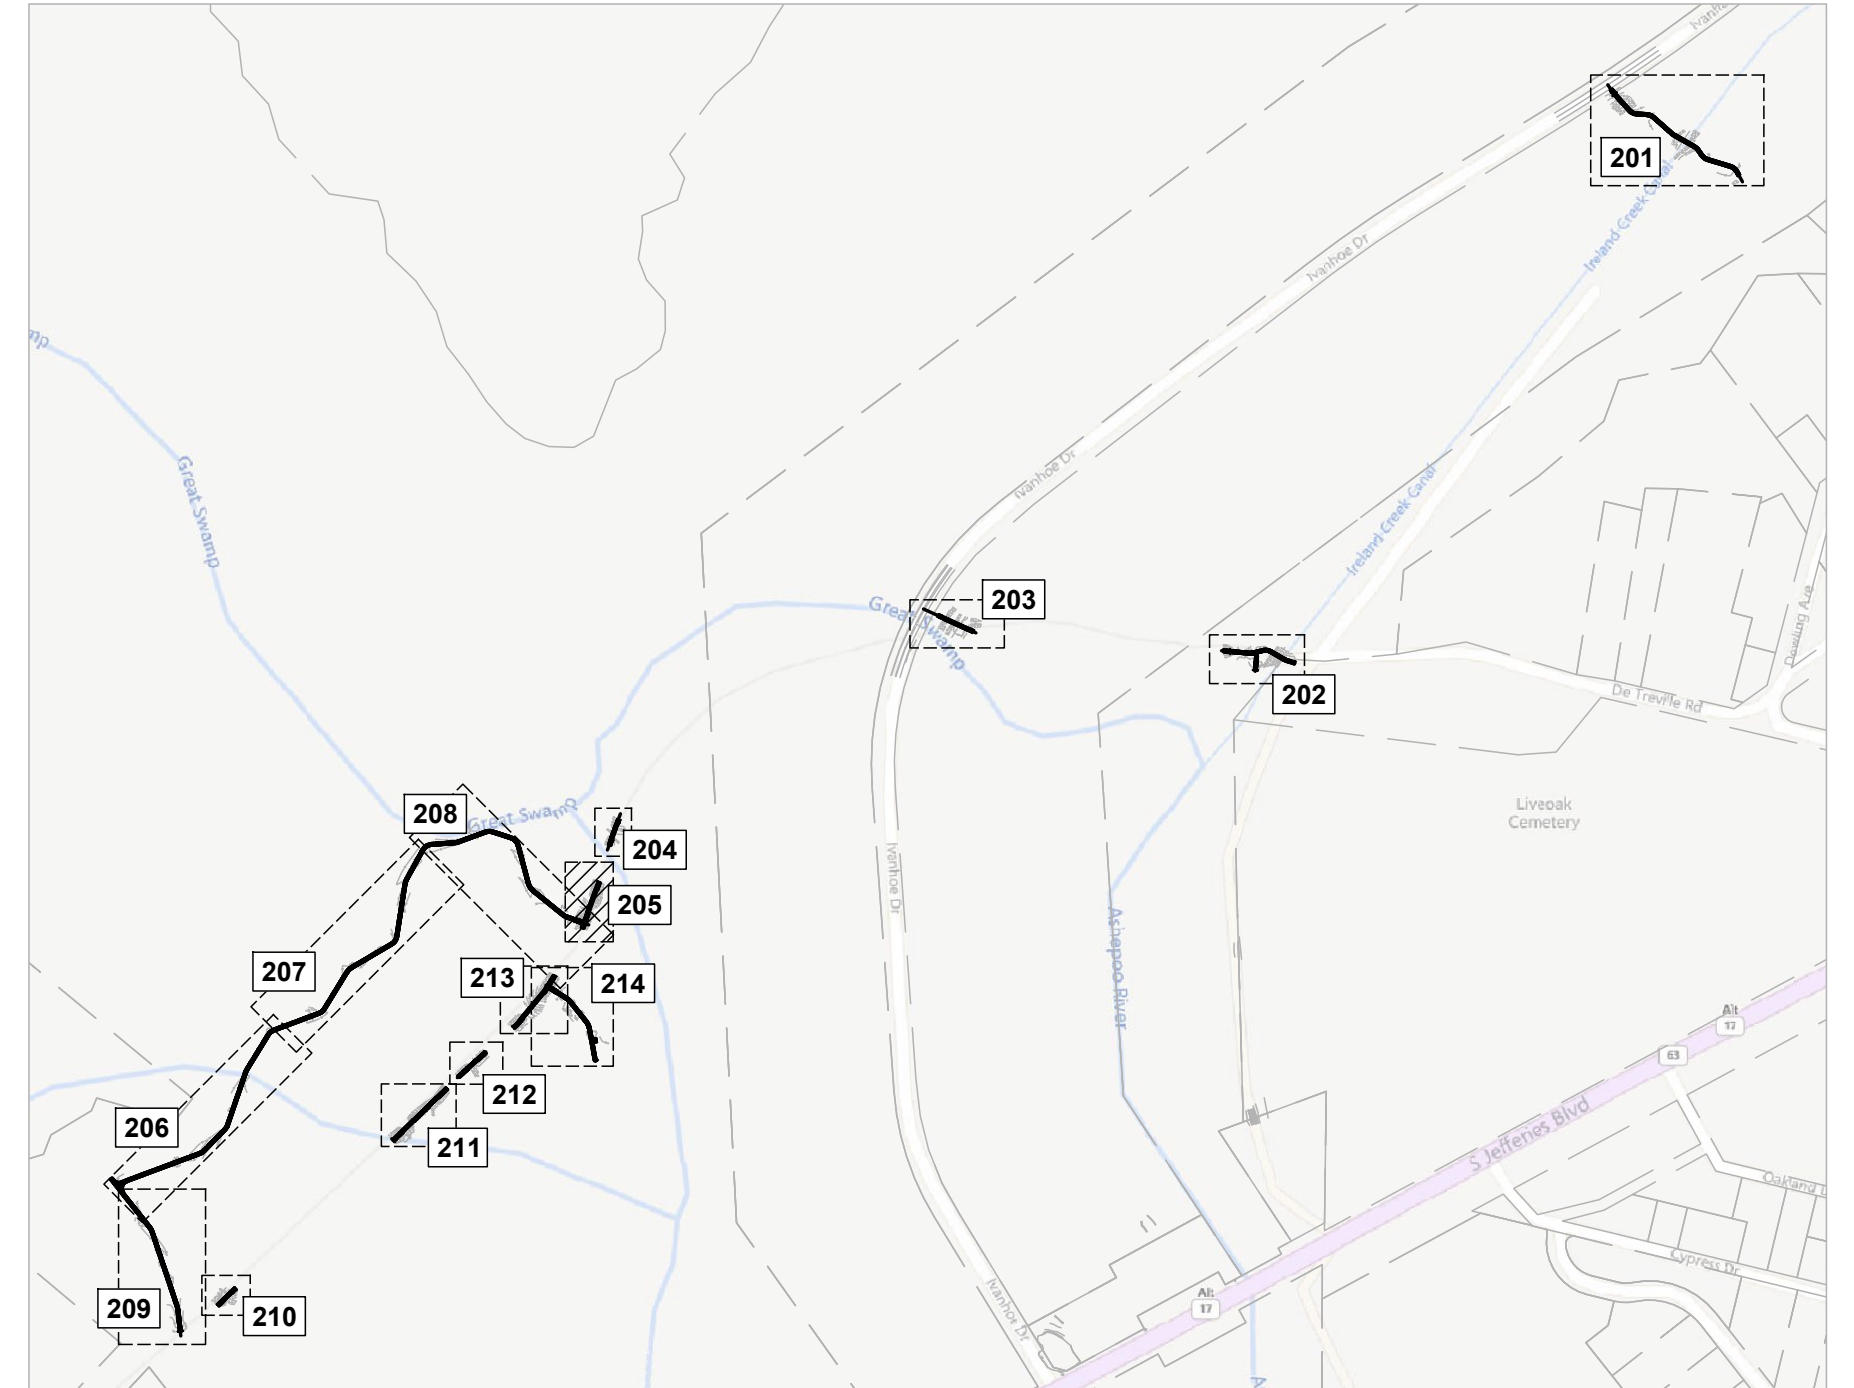 Ivanho
201
Ireland Creek Canal
Ivanhoe Dr
mp
Great Swamp
Ivanhoe Dr
Ireland Creek Canal
203
Great Swamp
Dowling Ave
202
De Treville Rd
208
Great Swamp
Liveoak
Cemetery
204
205
Ivanhoe Dr
207
213
214
Ashepoo River
Alt
17
63
212
206
211
S Jefferies Blvd
Oakland D
Cypress Dr
209
210
Alt
17
Ivanhoe Dr
A